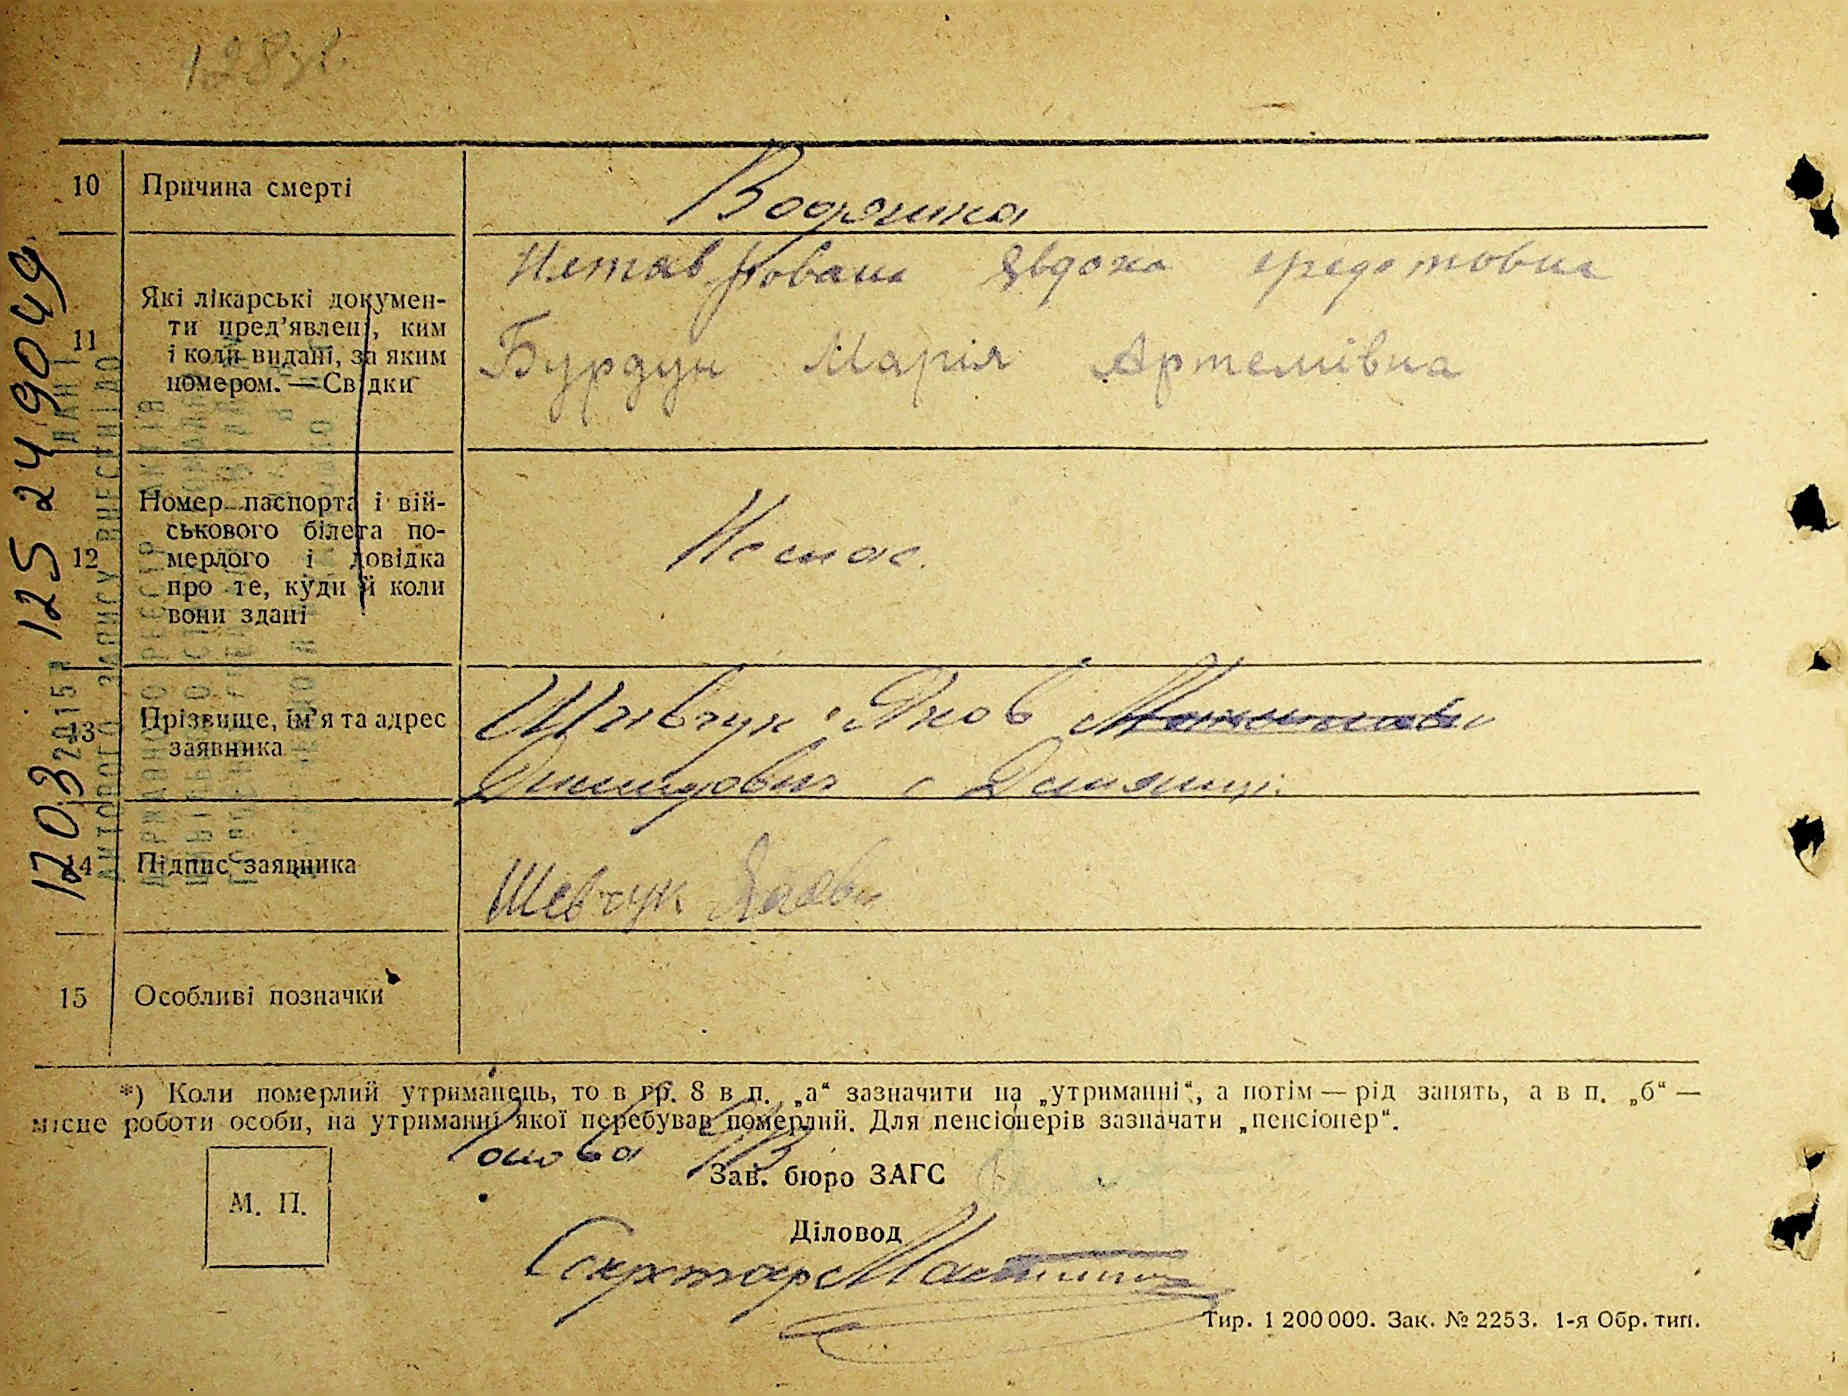 10 Причина смерті Водянка
11 Які лікарські докумен-
ти пред'явлені, ким
і коли видані, за яким
номером. — Свідки
Явдоха
Бурдун Марія Артемівна
12 Номер паспорта і вій-
ськового білета по-
мерлого і довідка
про те, куди й коли
вони здані
Немає.
13 Прізвище, ім'я та адрес
заявника
Шевчук Яков
Демидович с
14 Підпис заявника
Шевчук
15 Особливі позначки
*) Коли померлий утриманець, то в гр. 8 в п. „а“ зазначити на „утриманні“, а потім — рід занять, а в п. „б“ —
місце роботи особи, на утриманні якої перебував померлий. Для пенсіонерів зазначати „пенсіонер“.
Голова
Зав. бюро ЗАГС
М. П.
Діловод
Секретар
Тир. 1 200 000. Зак. № 2253. 1-я Обр. тип.
1203 2015 125 249049